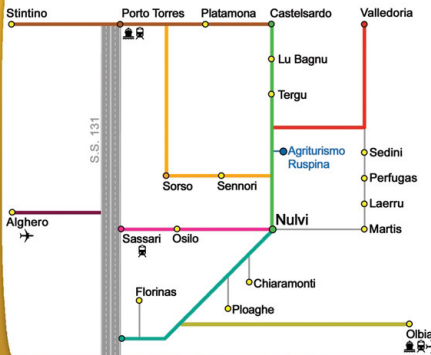 Stintino
Porto Torres
Platamona
Castelsardo
Valledoria
Lu Bagnu
Tergu
S.S. 131
Agriturismo
Ruspina
Sedini
Perfugas
Laerru
Martis
Sorso
Sennori
Alghero
Nulvi
Sassari
Osilo
Chiaramonti
Florinas
Ploaghe
Olbia